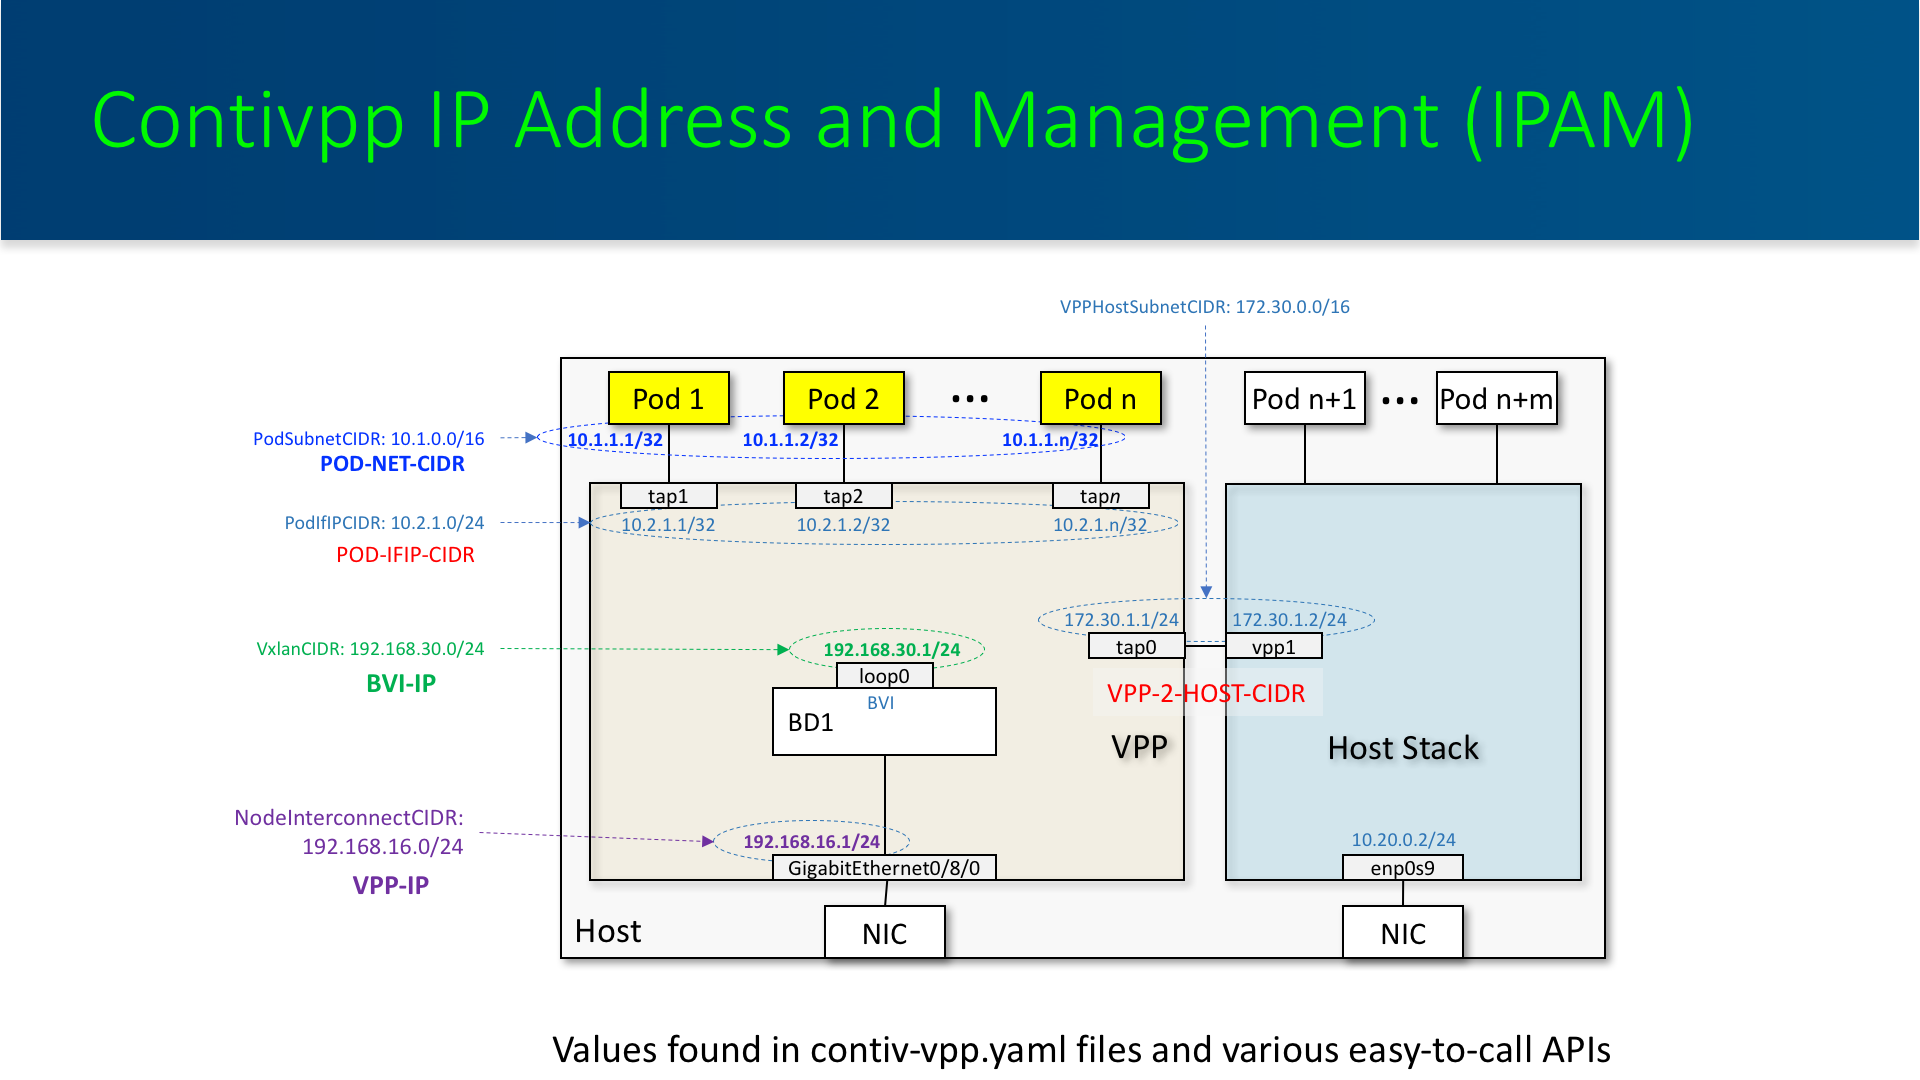 Contivpp IP Address and Management (IPAM)
VPPHostSubnetCIDR: 172.30.0.0/16
Pod 1
Pod 2
...
Pod n
Pod n+1
...
Pod n+m
PodSubnetCIDR: 10.1.0.0/16
POD-NET-CIDR
10.1.1.1/32
10.1.1.2/32
10.1.1.n/32
tap1
tap2
tapn
PodIfIPCIDR: 10.2.1.0/24
POD-IFIP-CIDR
10.2.1.1/32
10.2.1.2/32
10.2.1.n/32
172.30.1.1/24
172.30.1.2/24
tap0
vpp1
VPP-2-HOST-CIDR
VxlanCIDR: 192.168.30.0/24
BVI-IP
192.168.30.1/24
loop0
BVI
BD1
VPP
Host Stack
NodeInterconnectCIDR:
192.168.16.0/24
VPP-IP
192.168.16.1/24
GigabitEthernet0/8/0
10.20.0.2/24
enp0s9
Host
NIC
NIC
Values found in contiv-vpp.yaml files and various easy-to-call APIs